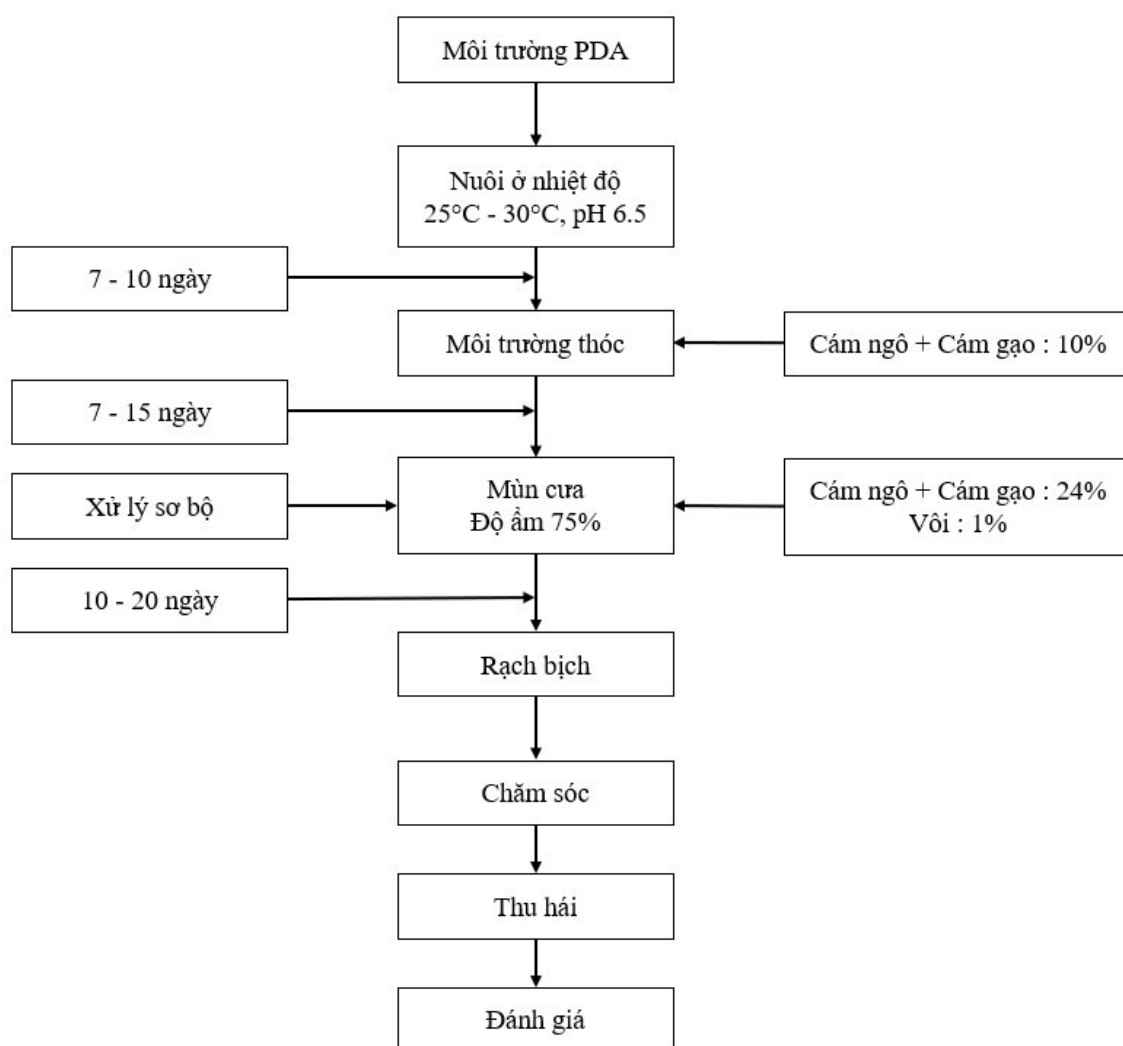 Môi trường PDA
Nuôi ở nhiệt độ
25°C - 30°C, pH 6.5
7 - 10 ngày
Môi trường thóc
Cám ngô + Cám gạo : 10%
7 - 15 ngày
Xử lý sơ bộ
Mùn cưa
Độ ẩm 75%
Cám ngô + Cám gạo : 24%
Vôi : 1%
10 - 20 ngày
Rạch bịch
Chăm sóc
Thu hái
Đánh giá